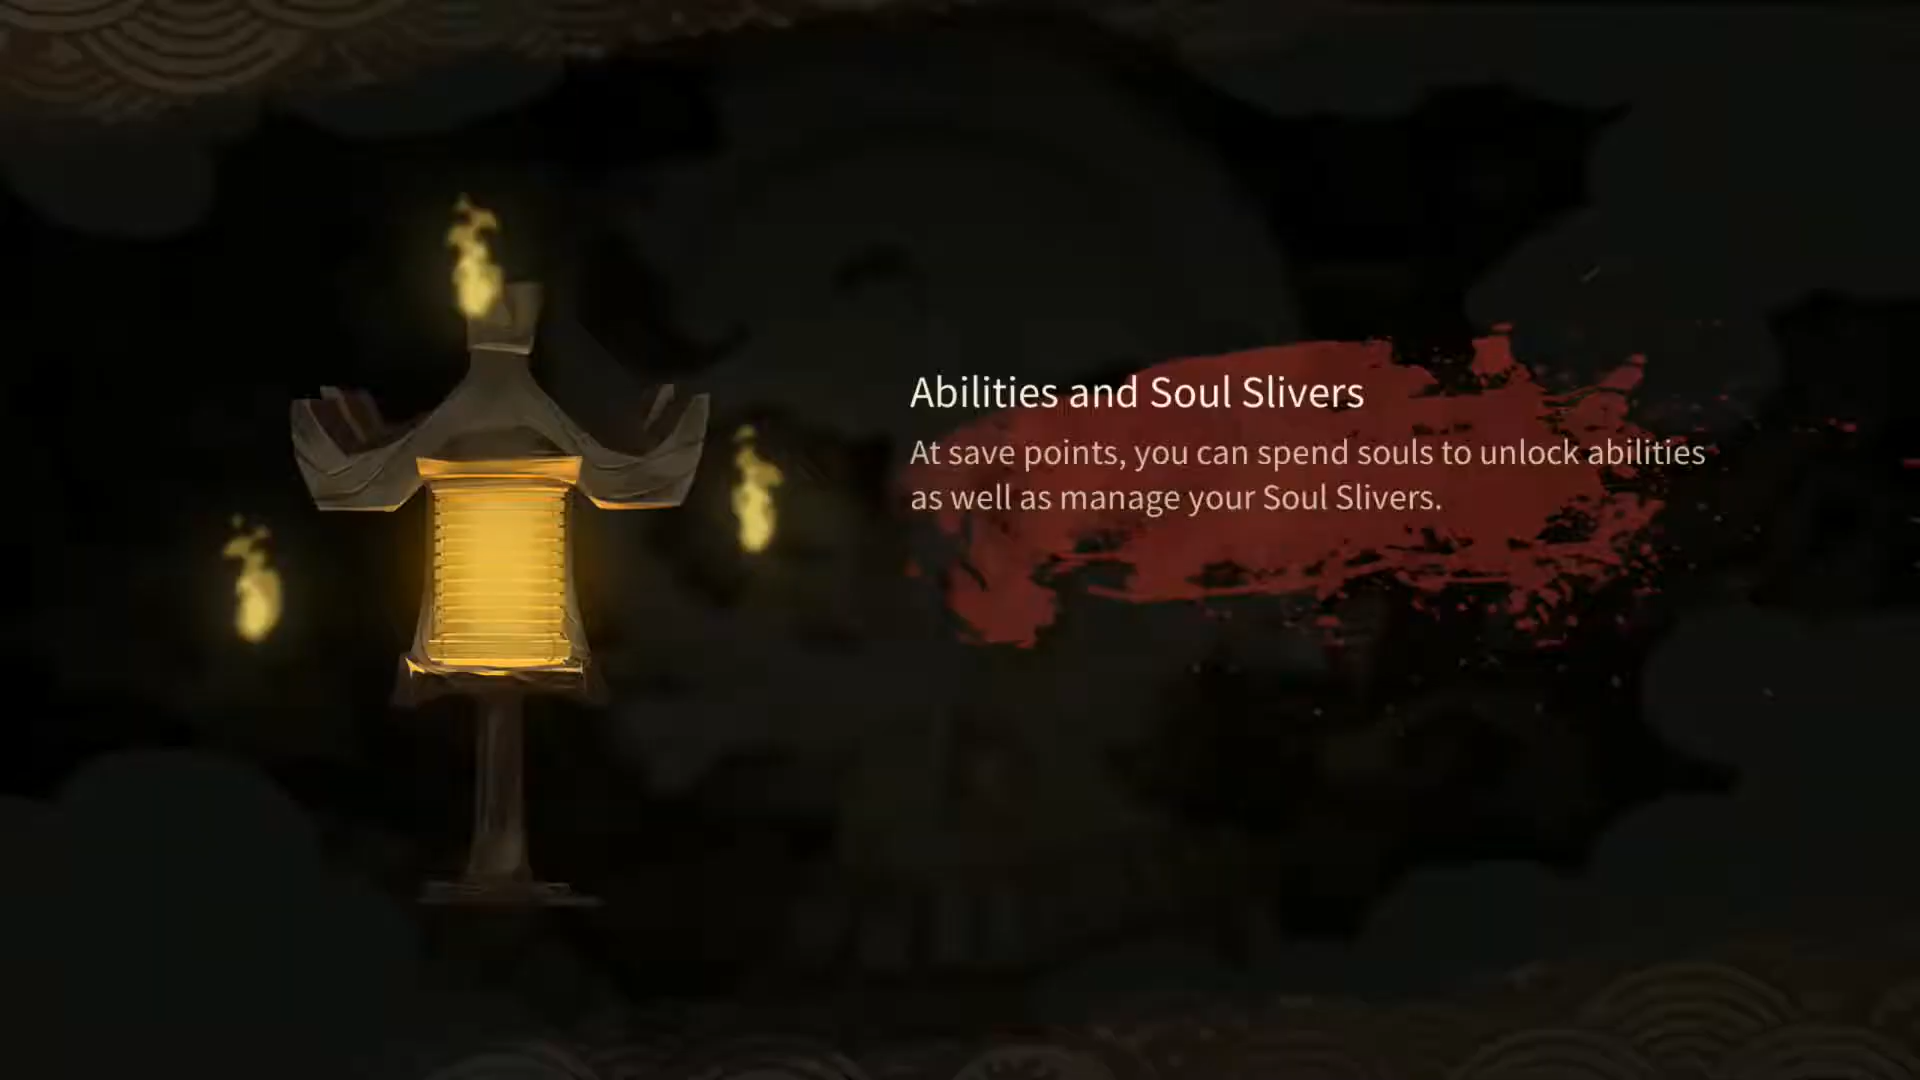 Abilities and Soul Slivers
At save points, you can spend souls to unlock abilities
as well as manage your Soul Slivers.